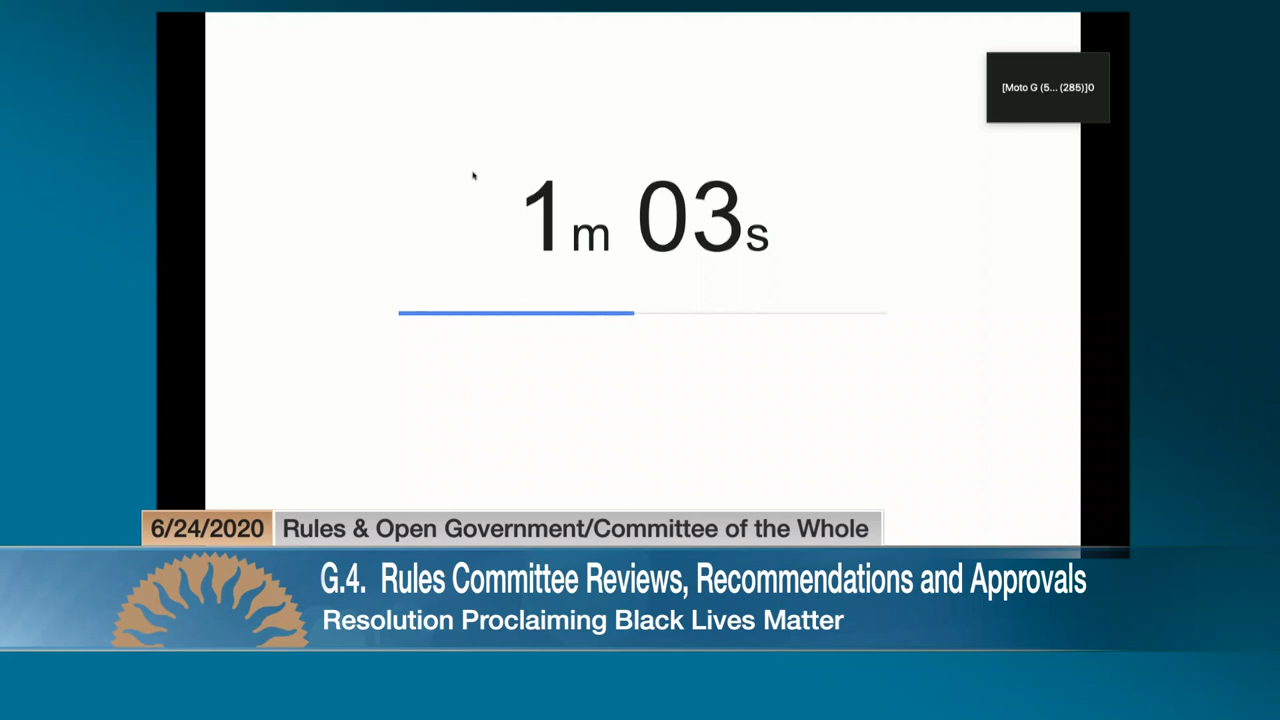 [Moto G (5... (285)]0
1m 03s
6/24/2020 Rules & Open Government/Committee of the Whole
G.4. Rules Committee Reviews, Recommendations and Approvals
Resolution Proclaiming Black Lives Matter